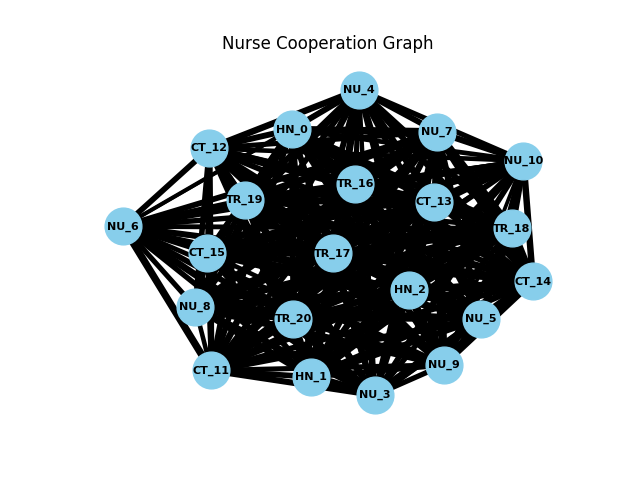 Nurse Cooperation Graph
NU_4
HN_0
NU_7
CT_12
NU_10
TR_16
TR_19
CT_13
NU_6
TR_18
CT_15
TR_17
CT_14
HN_2
NU_8
TR_20
NU_5
NU_9
CT_11
HN_1
NU_3